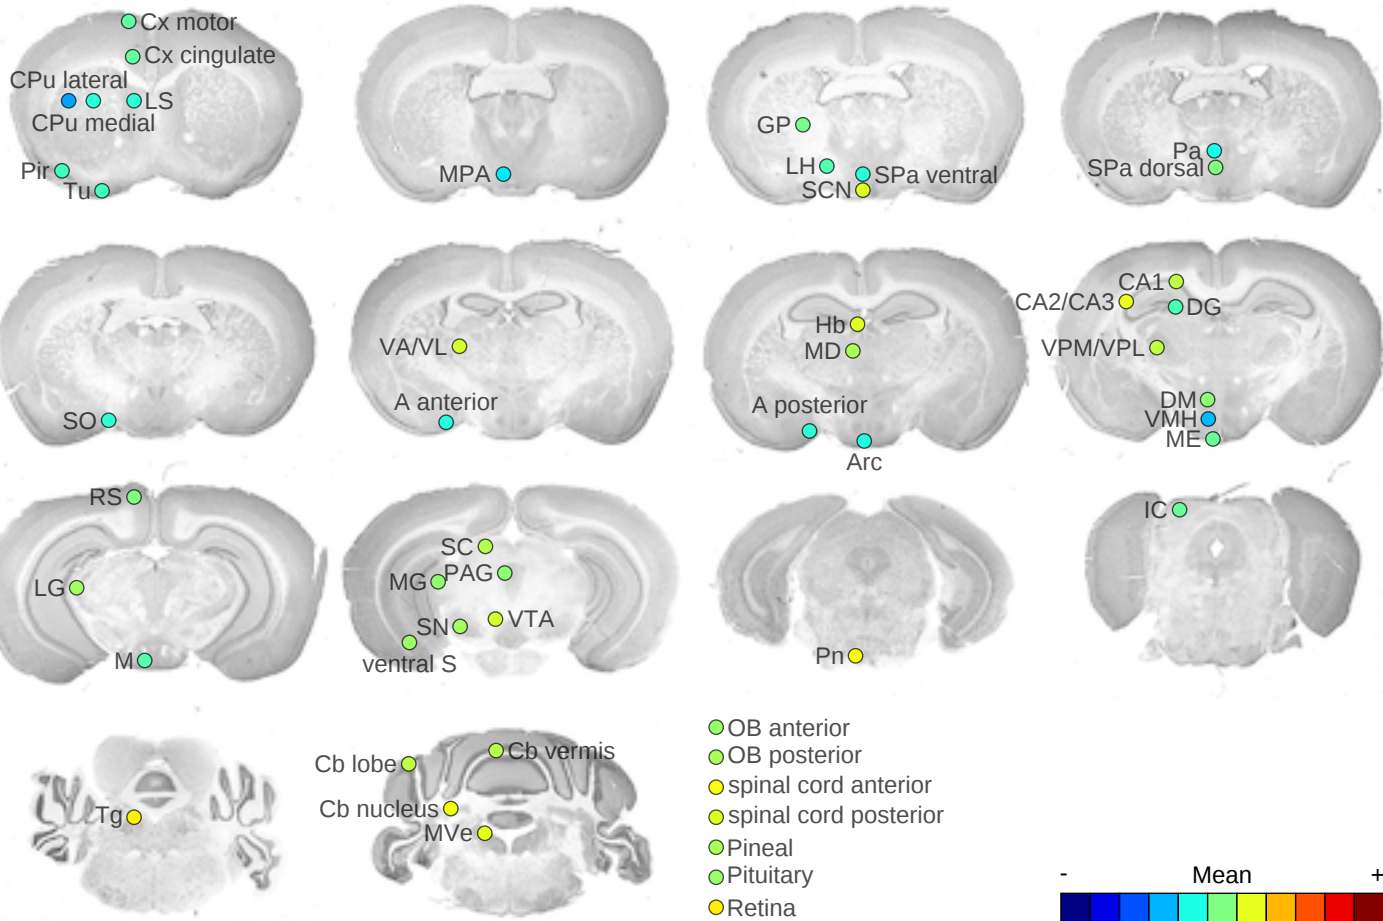 Cx motor
Cx cingulate
CPu lateral
LS
CPu medial
Pir
Tu
MPA
GP
LH
SPa ventral
SCN
Pa
SPa dorsal
SO
VA/VL
A anterior
Hb
MD
A posterior
Arc
CA1
CA2/CA3
DG
VPM/VPL
DM
VMH
ME
RS
LG
M
SC
MG
PAG
SN
VTA
ventral S
Pn
IC
Tg
Cb lobe
Cb vermis
Cb nucleus
MVe
OB anterior
OB posterior
spinal cord anterior
spinal cord posterior
Pineal
Pituitary
Retina
- Mean +